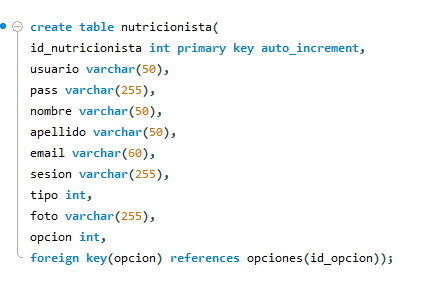 create table nutricionista(
id_nutricionista int primary key auto_increment,
usuario varchar(50),
pass varchar(255),
nombre varchar(50),
apellido varchar(50),
email varchar(60),
sesion varchar(255),
tipo int,
foto varchar(255),
opcion int,
foreign key(opcion) references opciones(id_opcion));